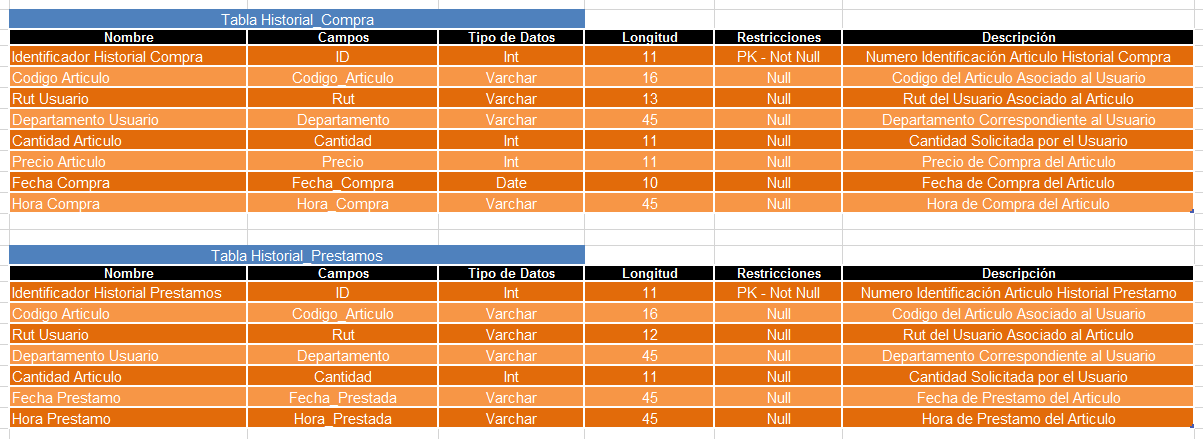 Tabla Historial_Compra
Nombre Campos Tipo de Datos Longitud Restricciones Descripción
Identificador Historial Compra ID Int 11 PK - Not Null Numero Identificación Articulo Historial Compra
Codigo Articulo Codigo_Articulo Varchar 16 Null Codigo del Articulo Asociado al Usuario
Rut Usuario Rut Varchar 13 Null Rut del Usuario Asociado al Articulo
Departamento Usuario Departamento Varchar 45 Null Departamento Correspondiente al Usuario
Cantidad Articulo Cantidad Int 11 Null Cantidad Solicitada por el Usuario
Precio Articulo Precio Int 11 Null Precio de Compra del Articulo
Fecha Compra Fecha_Compra Date 10 Null Fecha de Compra del Articulo
Hora Compra Hora_Compra Varchar 45 Null Hora de Compra del Articulo
Tabla Historial_Prestamos
Nombre Campos Tipo de Datos Longitud Restricciones Descripción
Identificador Historial Prestamos ID Int 11 PK - Not Null Numero Identificación Articulo Historial Prestamo
Codigo Articulo Codigo_Articulo Varchar 16 Null Codigo del Articulo Asociado al Usuario
Rut Usuario Rut Varchar 12 Null Rut del Usuario Asociado al Articulo
Departamento Usuario Departamento Varchar 45 Null Departamento Correspondiente al Usuario
Cantidad Articulo Cantidad Int 11 Null Cantidad Solicitada por el Usuario
Fecha Prestamo Fecha_Prestada Varchar 45 Null Fecha de Prestamo del Articulo
Hora Prestamo Hora_Prestada Varchar 45 Null Hora de Prestamo del Articulo